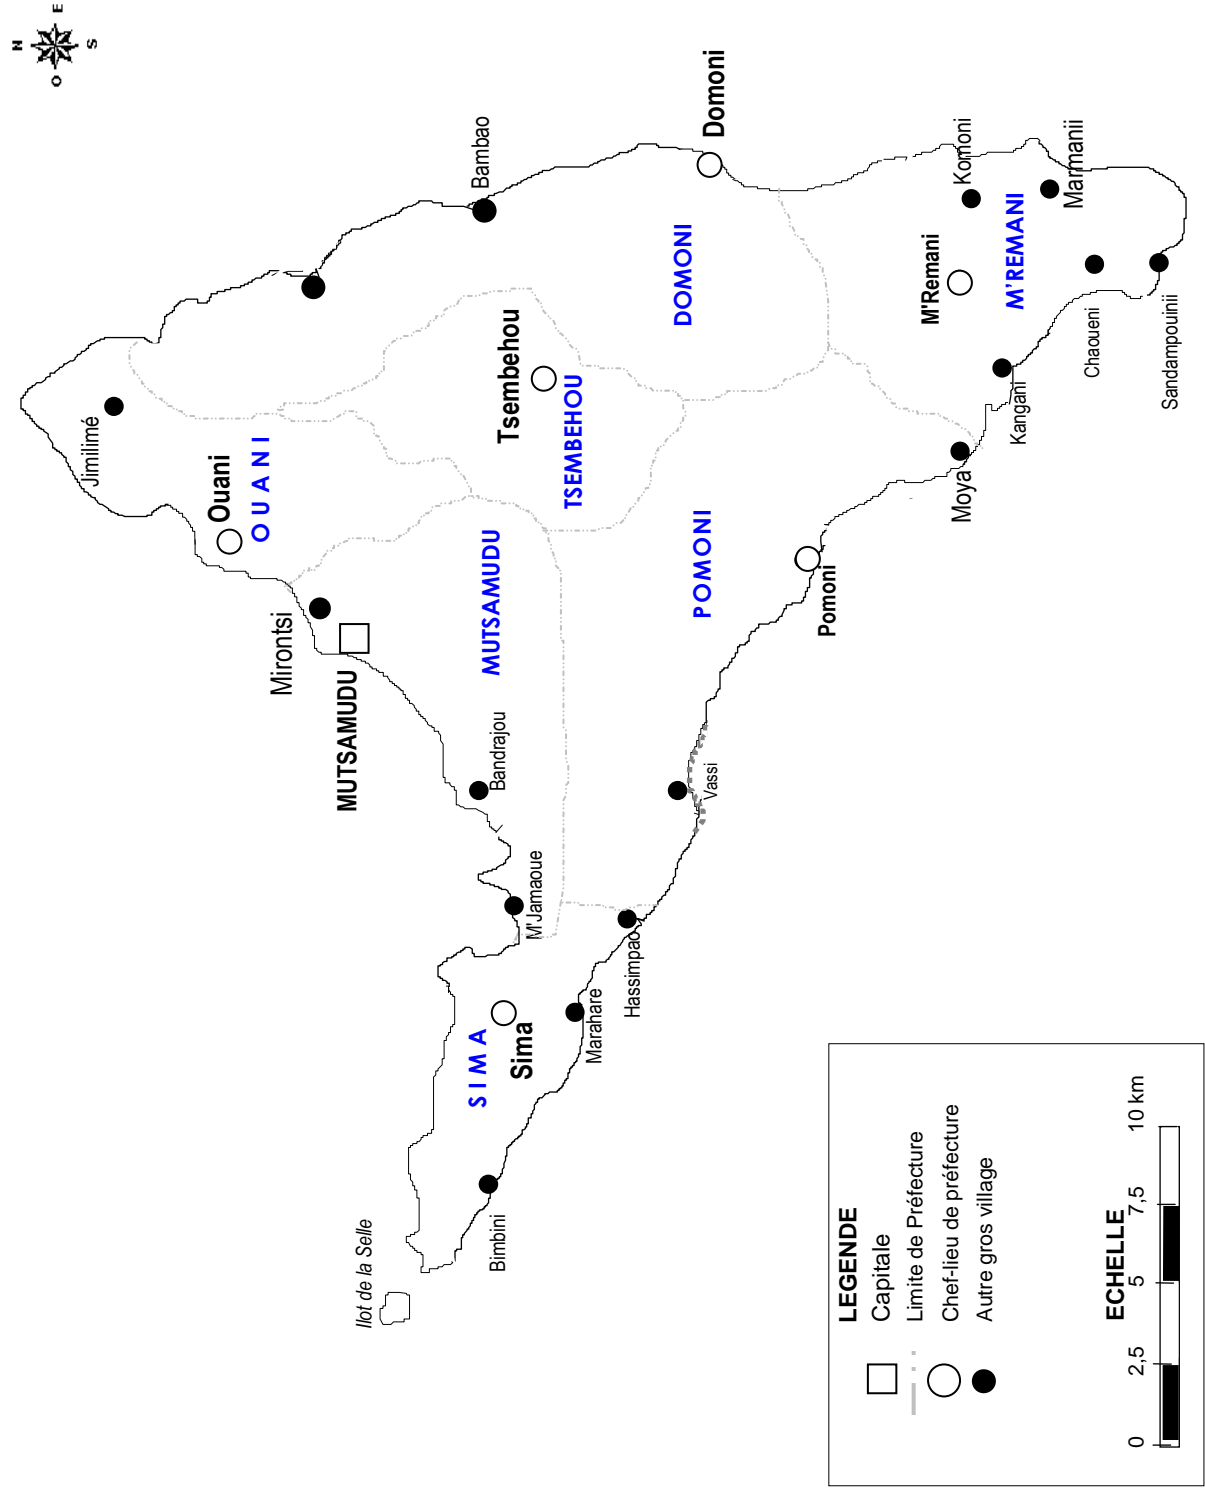 N
E
S
O
Jimilimé
Ouani
OUANI
Mirontsi
MUTSAMUDU
MUTSAMUDU
Bandrajou
M'Jamaoue
SIMA
Sima
Marahare
Hassimpao
Bimbini
Ilot de la Selle
Bambao
Domoni
DOMONI
Tsembehou
TSEMBEHOU
POMONI
Pomoni
Vassi
Moya
Kangani
M'Remani
M'REMANI
Komoni
Marmanii
Chaoueni
Sandampouinii
LEGENDE
Capitale
Limite de Préfecture
Chef-lieu de préfecture
Autre gros village
ECHELLE
0 2,5 5 7,5 10 km